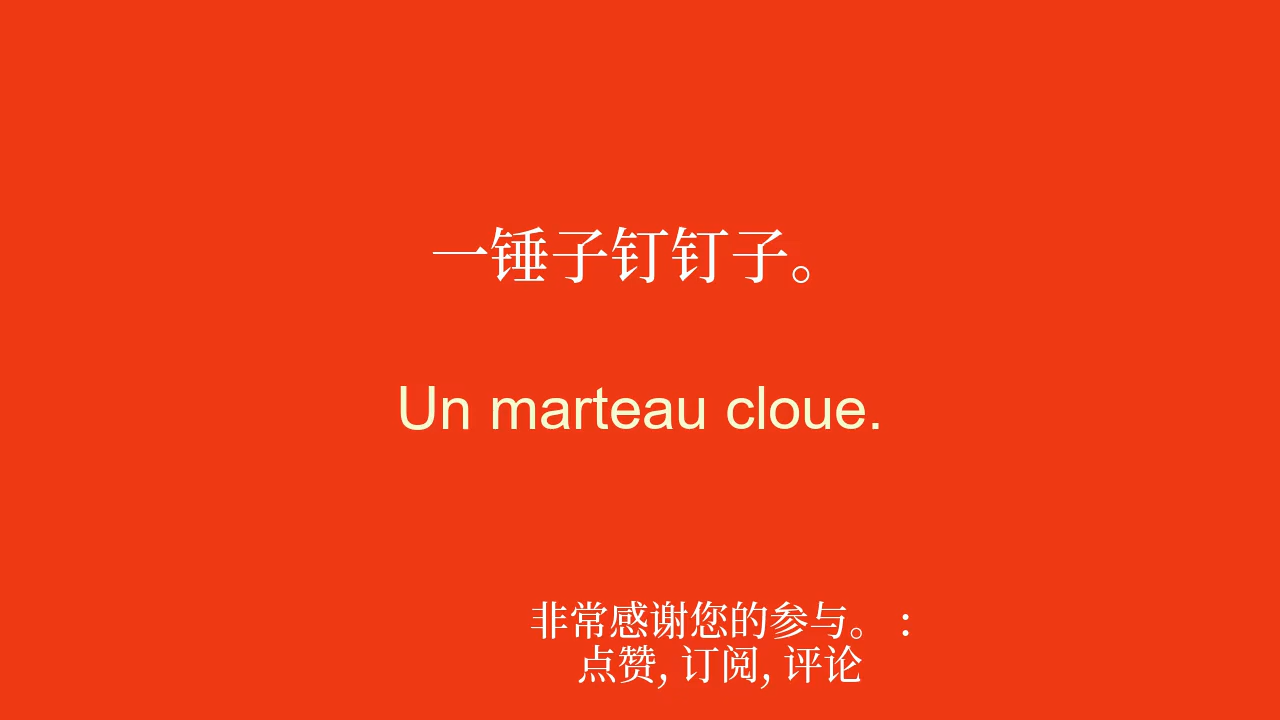 一锤子钉钉子。
Un marteau cloue.
非常感谢您的参与。 :
点赞, 订阅, 评论